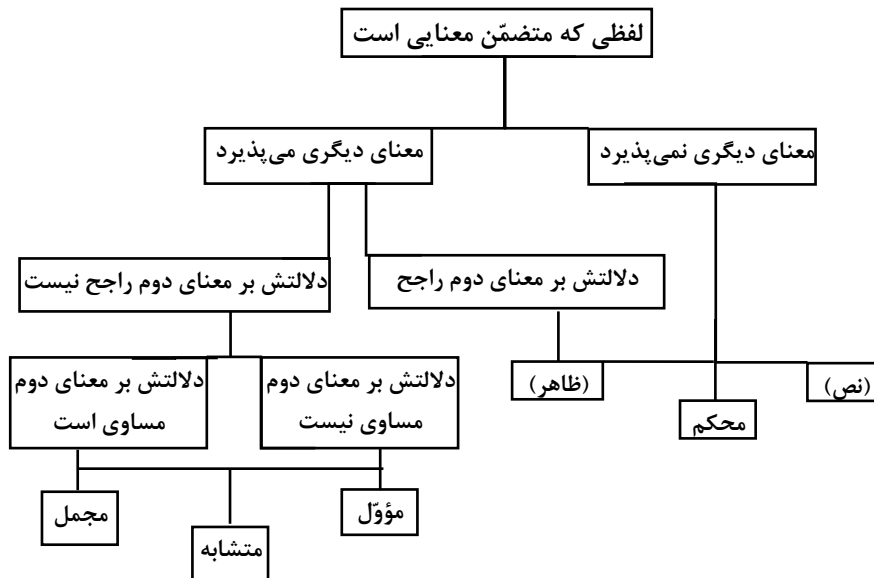 لفظی که متضمّن معنایی است
معنای دیگری نمی‌پذیرد
معنای دیگری می‌پذیرد
دلالتش بر معنای دوم راجح
دلالتش بر معنای دوم راجح نیست
(نص)
(ظاهر)
محکم
دلالتش بر معنای دوم
مساوی نیست
دلالتش بر معنای دوم
مساوی است
مؤوّل
متشابه
مجمل